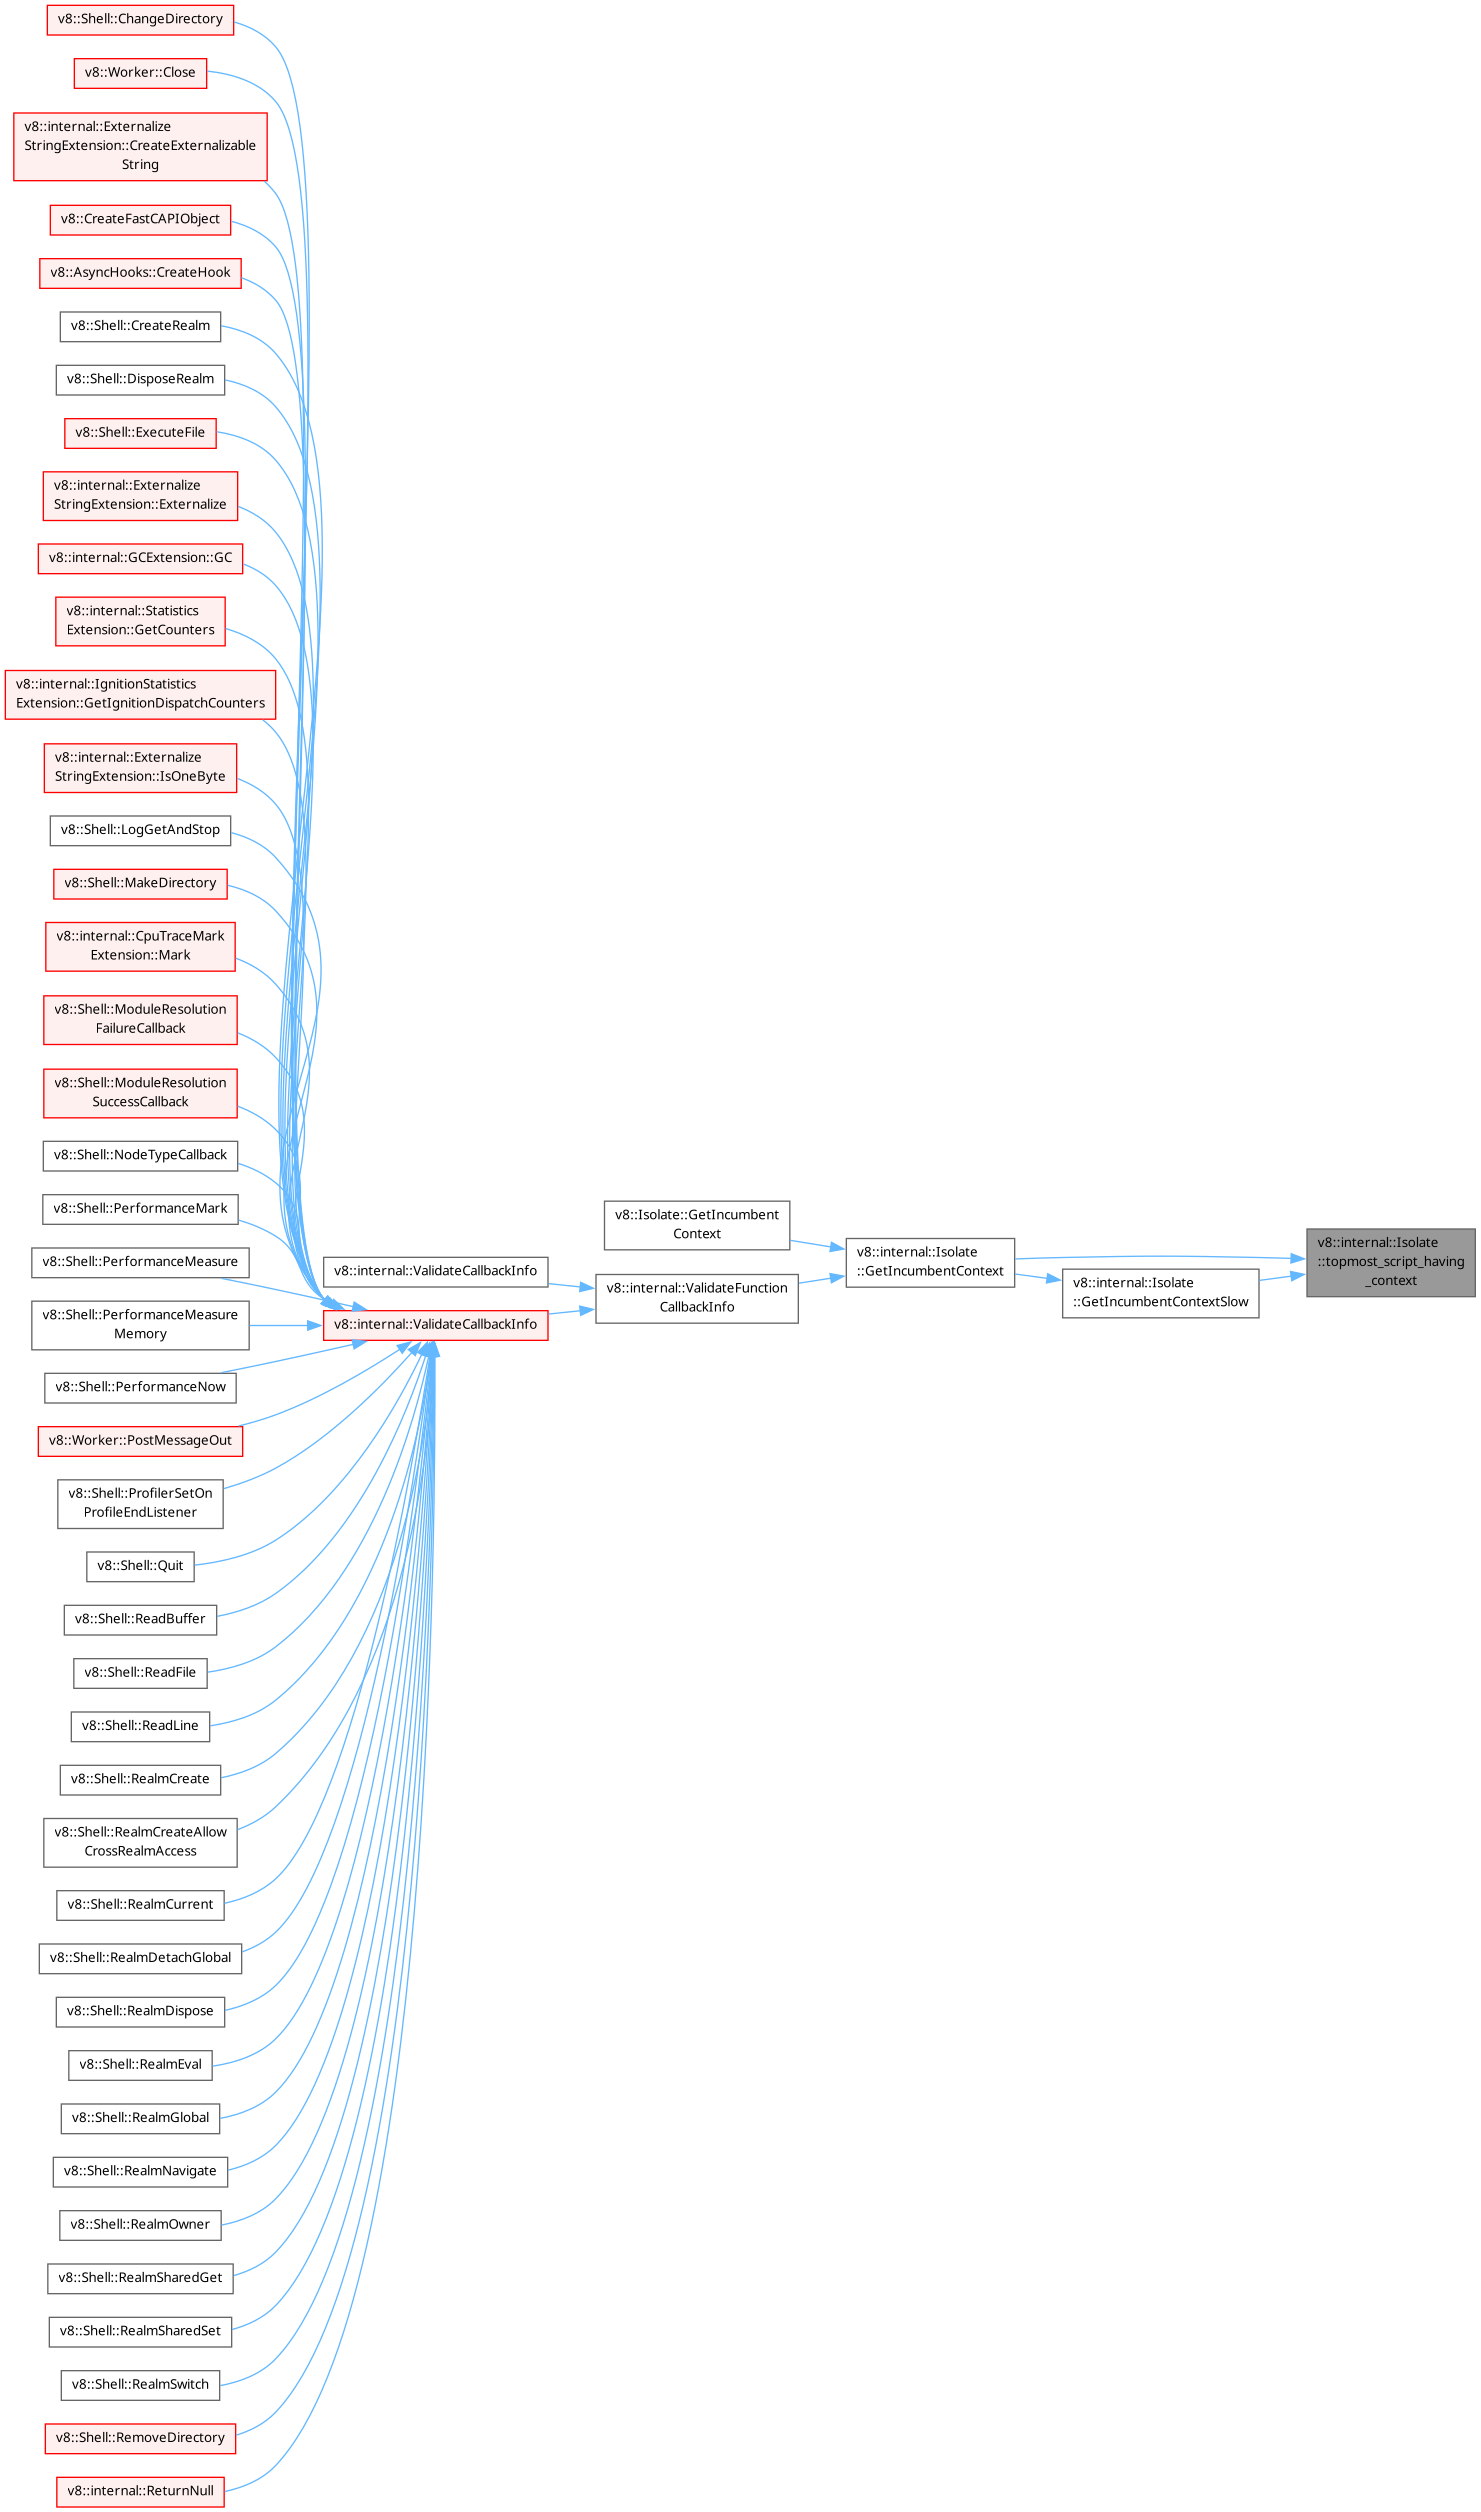 v8::Shell::ChangeDirectory
v8::Worker::Close
v8::internal::Externalize
StringExtension::CreateExternalizable
String
v8::CreateFastCAPIObject
v8::AsyncHooks::CreateHook
v8::Shell::CreateRealm
v8::Shell::DisposeRealm
v8::Shell::ExecuteFile
v8::internal::Externalize
StringExtension::Externalize
v8::internal::GCExtension::GC
v8::internal::Statistics
Extension::GetCounters
v8::internal::IgnitionStatistics
Extension::GetIgnitionDispatchCounters
v8::internal::Externalize
StringExtension::IsOneByte
v8::Shell::LogGetAndStop
v8::Shell::MakeDirectory
v8::internal::CpuTraceMark
Extension::Mark
v8::Shell::ModuleResolution
FailureCallback
v8::Shell::ModuleResolution
SuccessCallback
v8::Shell::NodeTypeCallback
v8::Shell::PerformanceMark
v8::Shell::PerformanceMeasure
v8::Shell::PerformanceMeasure
Memory
v8::Shell::PerformanceNow
v8::Worker::PostMessageOut
v8::Shell::ProfilerSetOn
ProfileEndListener
v8::Shell::Quit
v8::Shell::ReadBuffer
v8::Shell::ReadFile
v8::Shell::ReadLine
v8::Shell::RealmCreate
v8::Shell::RealmCreateAllow
CrossRealmAccess
v8::Shell::RealmCurrent
v8::Shell::RealmDetachGlobal
v8::Shell::RealmDispose
v8::Shell::RealmEval
v8::Shell::RealmGlobal
v8::Shell::RealmNavigate
v8::Shell::RealmOwner
v8::Shell::RealmSharedGet
v8::Shell::RealmSharedSet
v8::Shell::RealmSwitch
v8::Shell::RemoveDirectory
v8::internal::ReturnNull
v8::internal::ValidateCallbackInfo
v8::internal::ValidateCallbackInfo
v8::Isolate::GetIncumbent
Context
v8::internal::ValidateFunction
CallbackInfo
v8::internal::Isolate
::GetIncumbentContext
v8::internal::Isolate
::GetIncumbentContextSlow
v8::internal::Isolate
::topmost_script_having
_context